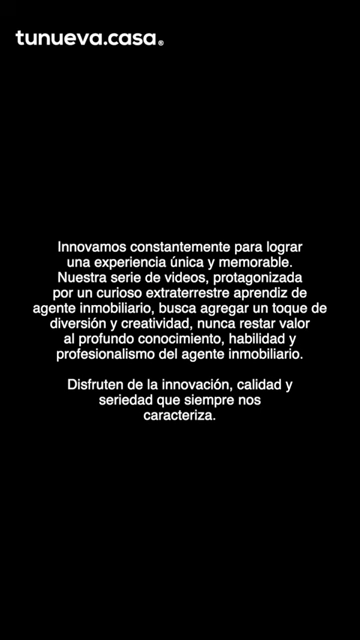 tunueva.casa®
Innovamos constantemente para lograr
una experiencia única y memorable.
Nuestra serie de videos, protagonizada
por un curioso extraterrestre aprendiz de
agente inmobiliario, busca agregar un toque de
diversión y creatividad, nunca restar valor
al profundo conocimiento, habilidad y
profesionalismo del agente inmobiliario.
Disfruten de la innovación, calidad y
seriedad que siempre nos
caracteriza.